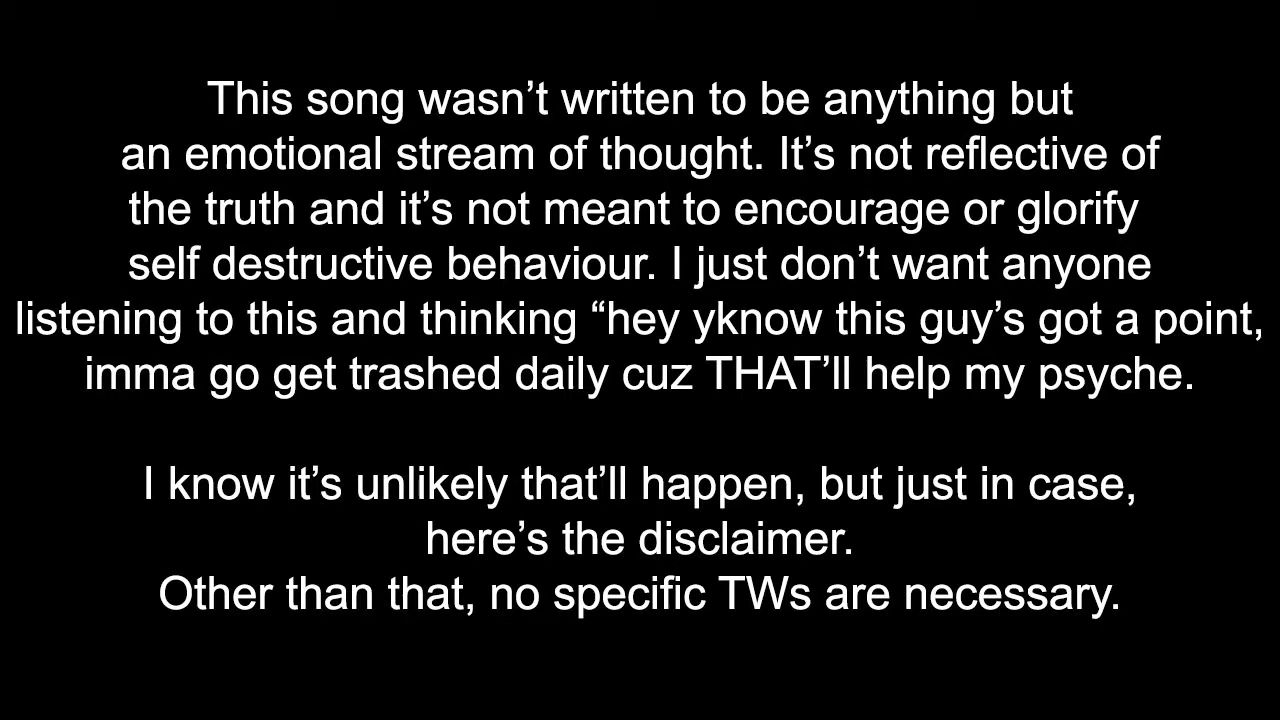 This song wasn’t written to be anything but
an emotional stream of thought. It’s not reflective of
the truth and it’s not meant to encourage or glorify
self destructive behaviour. I just don’t want anyone
listening to this and thinking “hey yknow this guy’s got a point,
imma go get trashed daily cuz THAT’ll help my psyche.
I know it’s unlikely that’ll happen, but just in case,
here’s the disclaimer.
Other than that, no specific TWs are necessary.